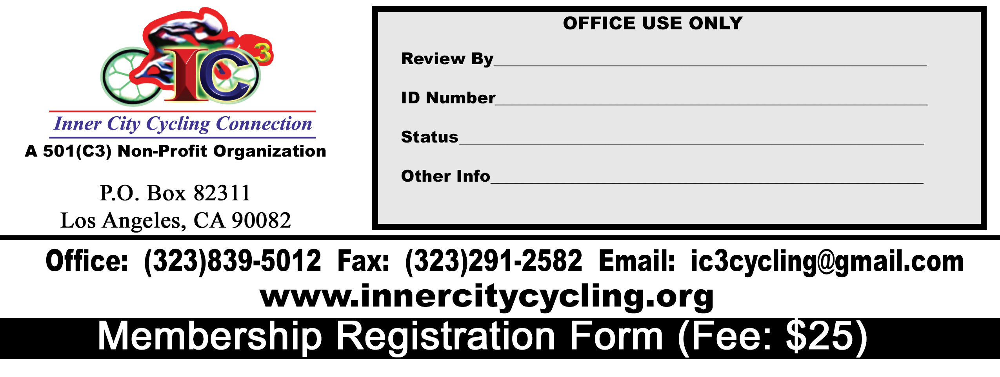 IC3
Inner City Cycling Connection
A 501(C3) Non-Profit Organization
P.O. Box 82311
Los Angeles, CA 90082
OFFICE USE ONLY
Review By
ID Number
Status
Other Info
Office: (323)839-5012 Fax: (323)291-2582 Email: ic3cycling@gmail.com
www.innercitycycling.org
Membership Registration Form (Fee: $25)